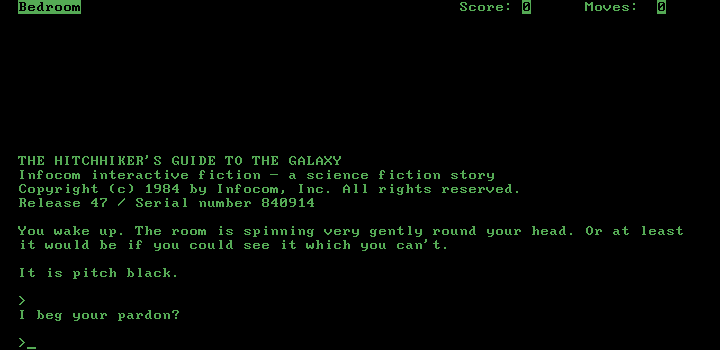 Bedroom Score: 0 Moves: 0
THE HITCHHIKER'S GUIDE TO THE GALAXY
Infocom interactive fiction - a science fiction story
Copyright (c) 1984 by Infocom, Inc. All rights reserved.
Release 47 / Serial number 840914
You wake up. The room is spinning very gently round your head. Or at least
it would be if you could see it which you can't.
It is pitch black.
>
I beg your pardon?
>_